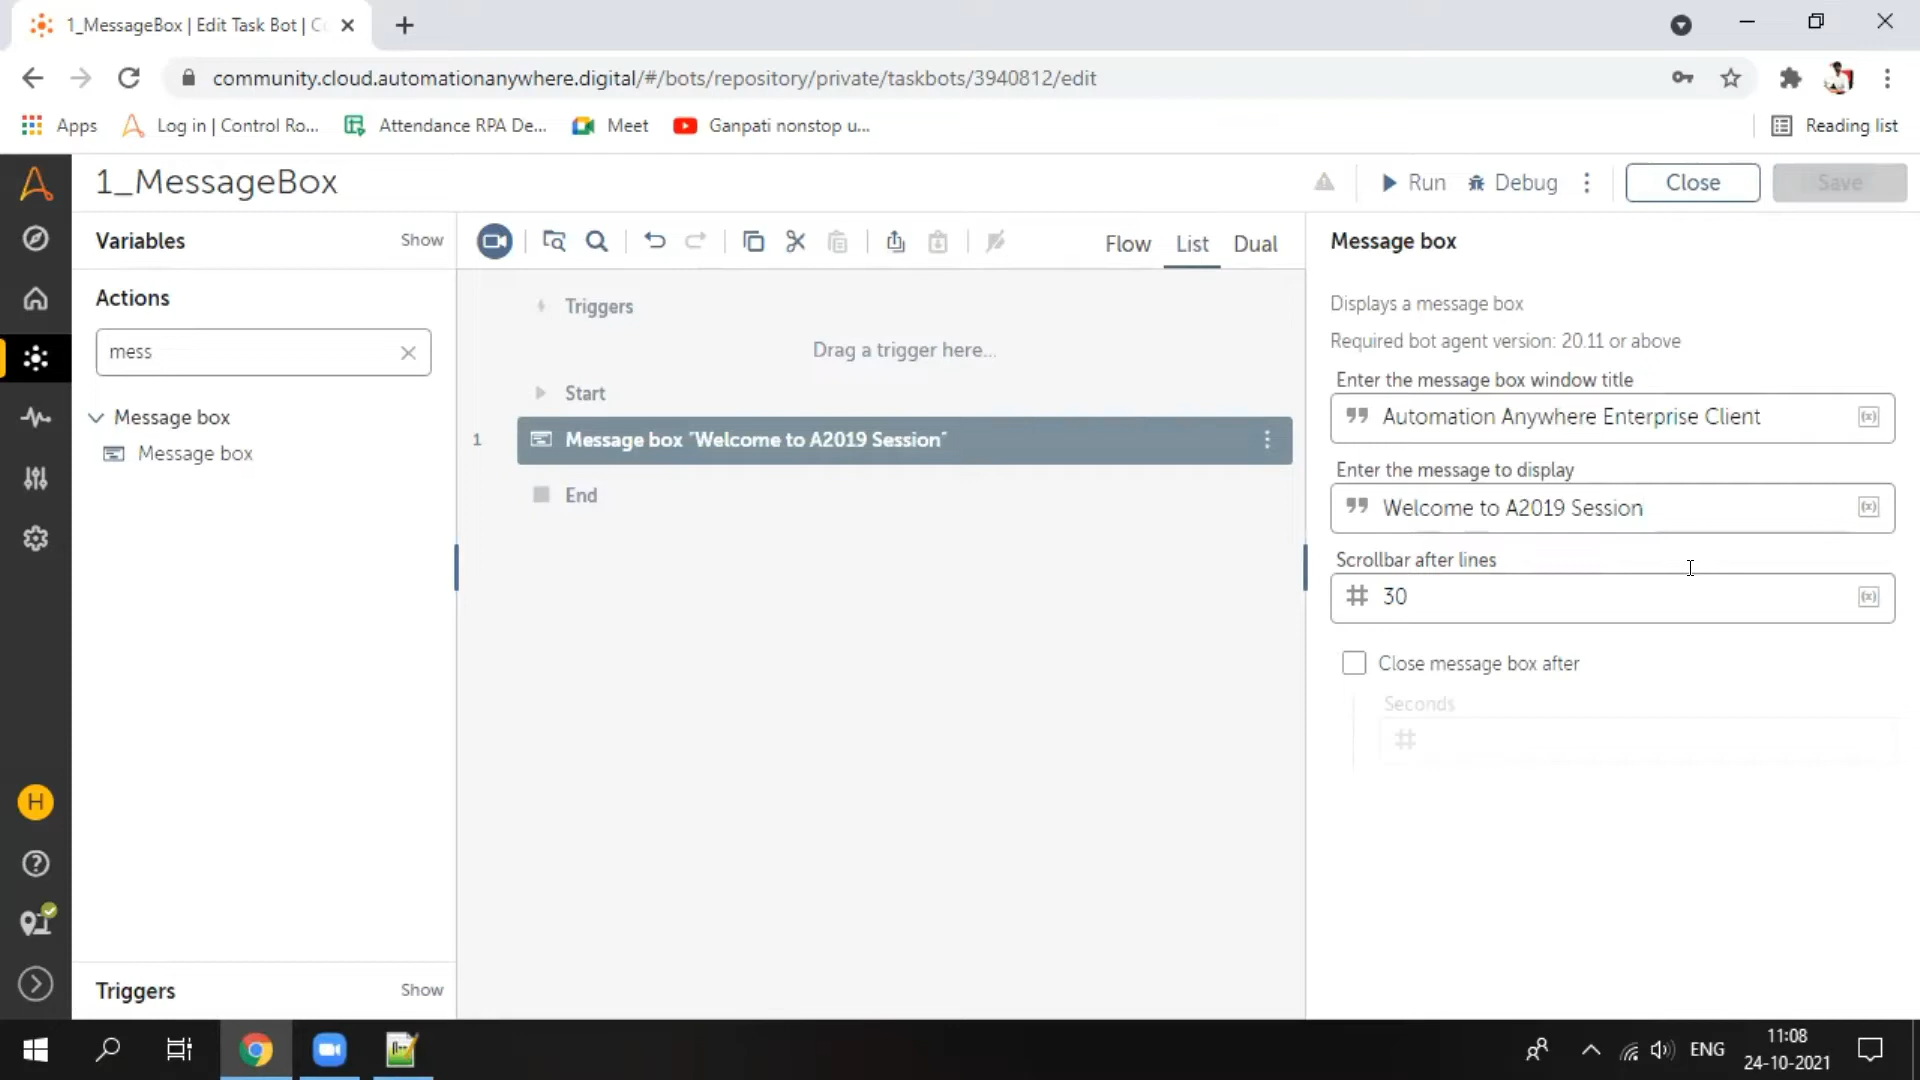 1_MessageBox | Edit Task Bot | C
community.cloud.automationanywhere.digital/#/bots/repository/private/taskbots/3940812/edit
Apps
Log in | Control Ro...
Attendance RPA De...
Meet
Ganpati nonstop u...
Reading list
1_MessageBox
Run
Debug
Close
Save
Variables
Show
Actions
mess
Message box
Message box
Triggers
Show
Flow
List
Dual
Triggers
Drag a trigger here...
Start
1
Message box "Welcome to A2019 Session"
End
Message box
Displays a message box
Required bot agent version: 20.11 or above
Enter the message box window title
Automation Anywhere Enterprise Client
(x)
Enter the message to display
Welcome to A2019 Session
(x)
Scrollbar after lines
# 30
(x)
Close message box after
Seconds
#
H
ENG
11:08
24-10-2021